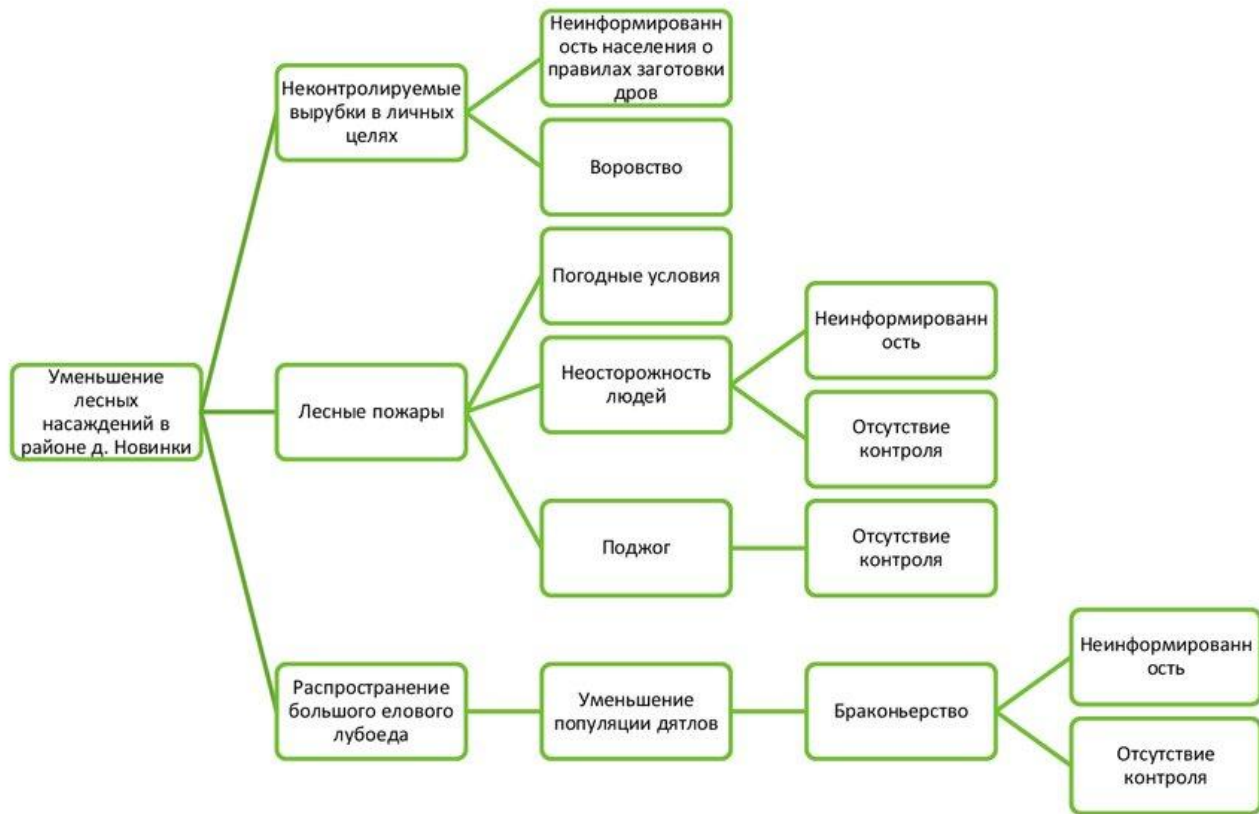 Неинформированн
ость населения о
правилах заготовки
дров
Неконтролируемые
вырубки в личных
целях
Воровство
Погодные условия
Неинформированн
ость
Уменьшение
лесных
насаждений в
районе д. Новинки
Лесные пожары
Неосторожность
людей
Отсутствие
контроля
Поджог
Отсутствие
контроля
Неинформированн
ость
Распространение
большого елового
лубоеда
Уменьшение
популяции дятлов
Браконьерство
Отсутствие
контроля